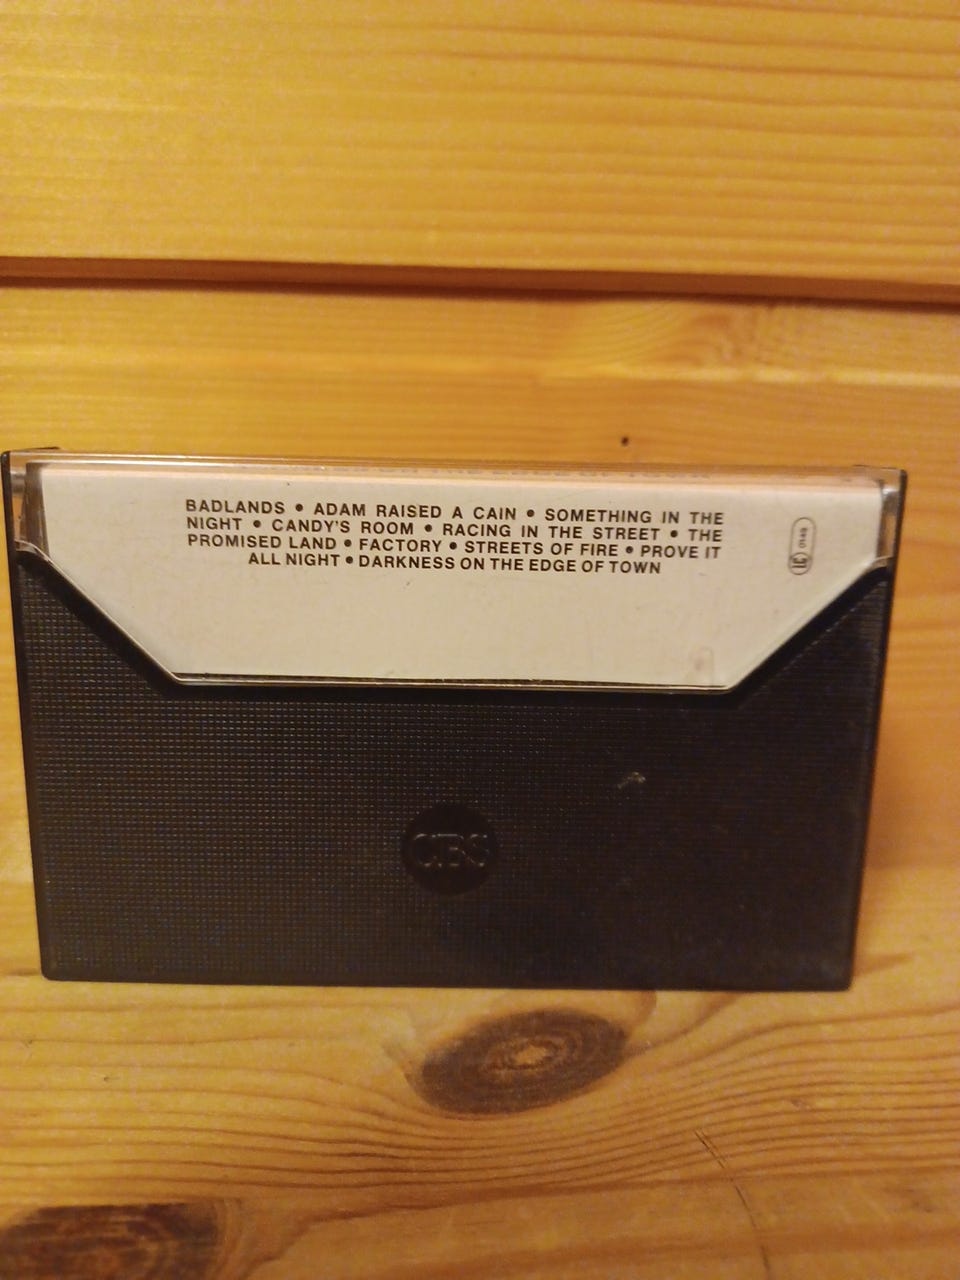 BADLANDS • ADAM RAISED A CAIN • SOMETHING IN THE
NIGHT • CANDY'S ROOM • RACING IN THE STREET • THE
PROMISED LAND • FACTORY • STREETS OF FIRE • PROVE IT
ALL NIGHT • DARKNESS ON THE EDGE OF TOWN
CBS